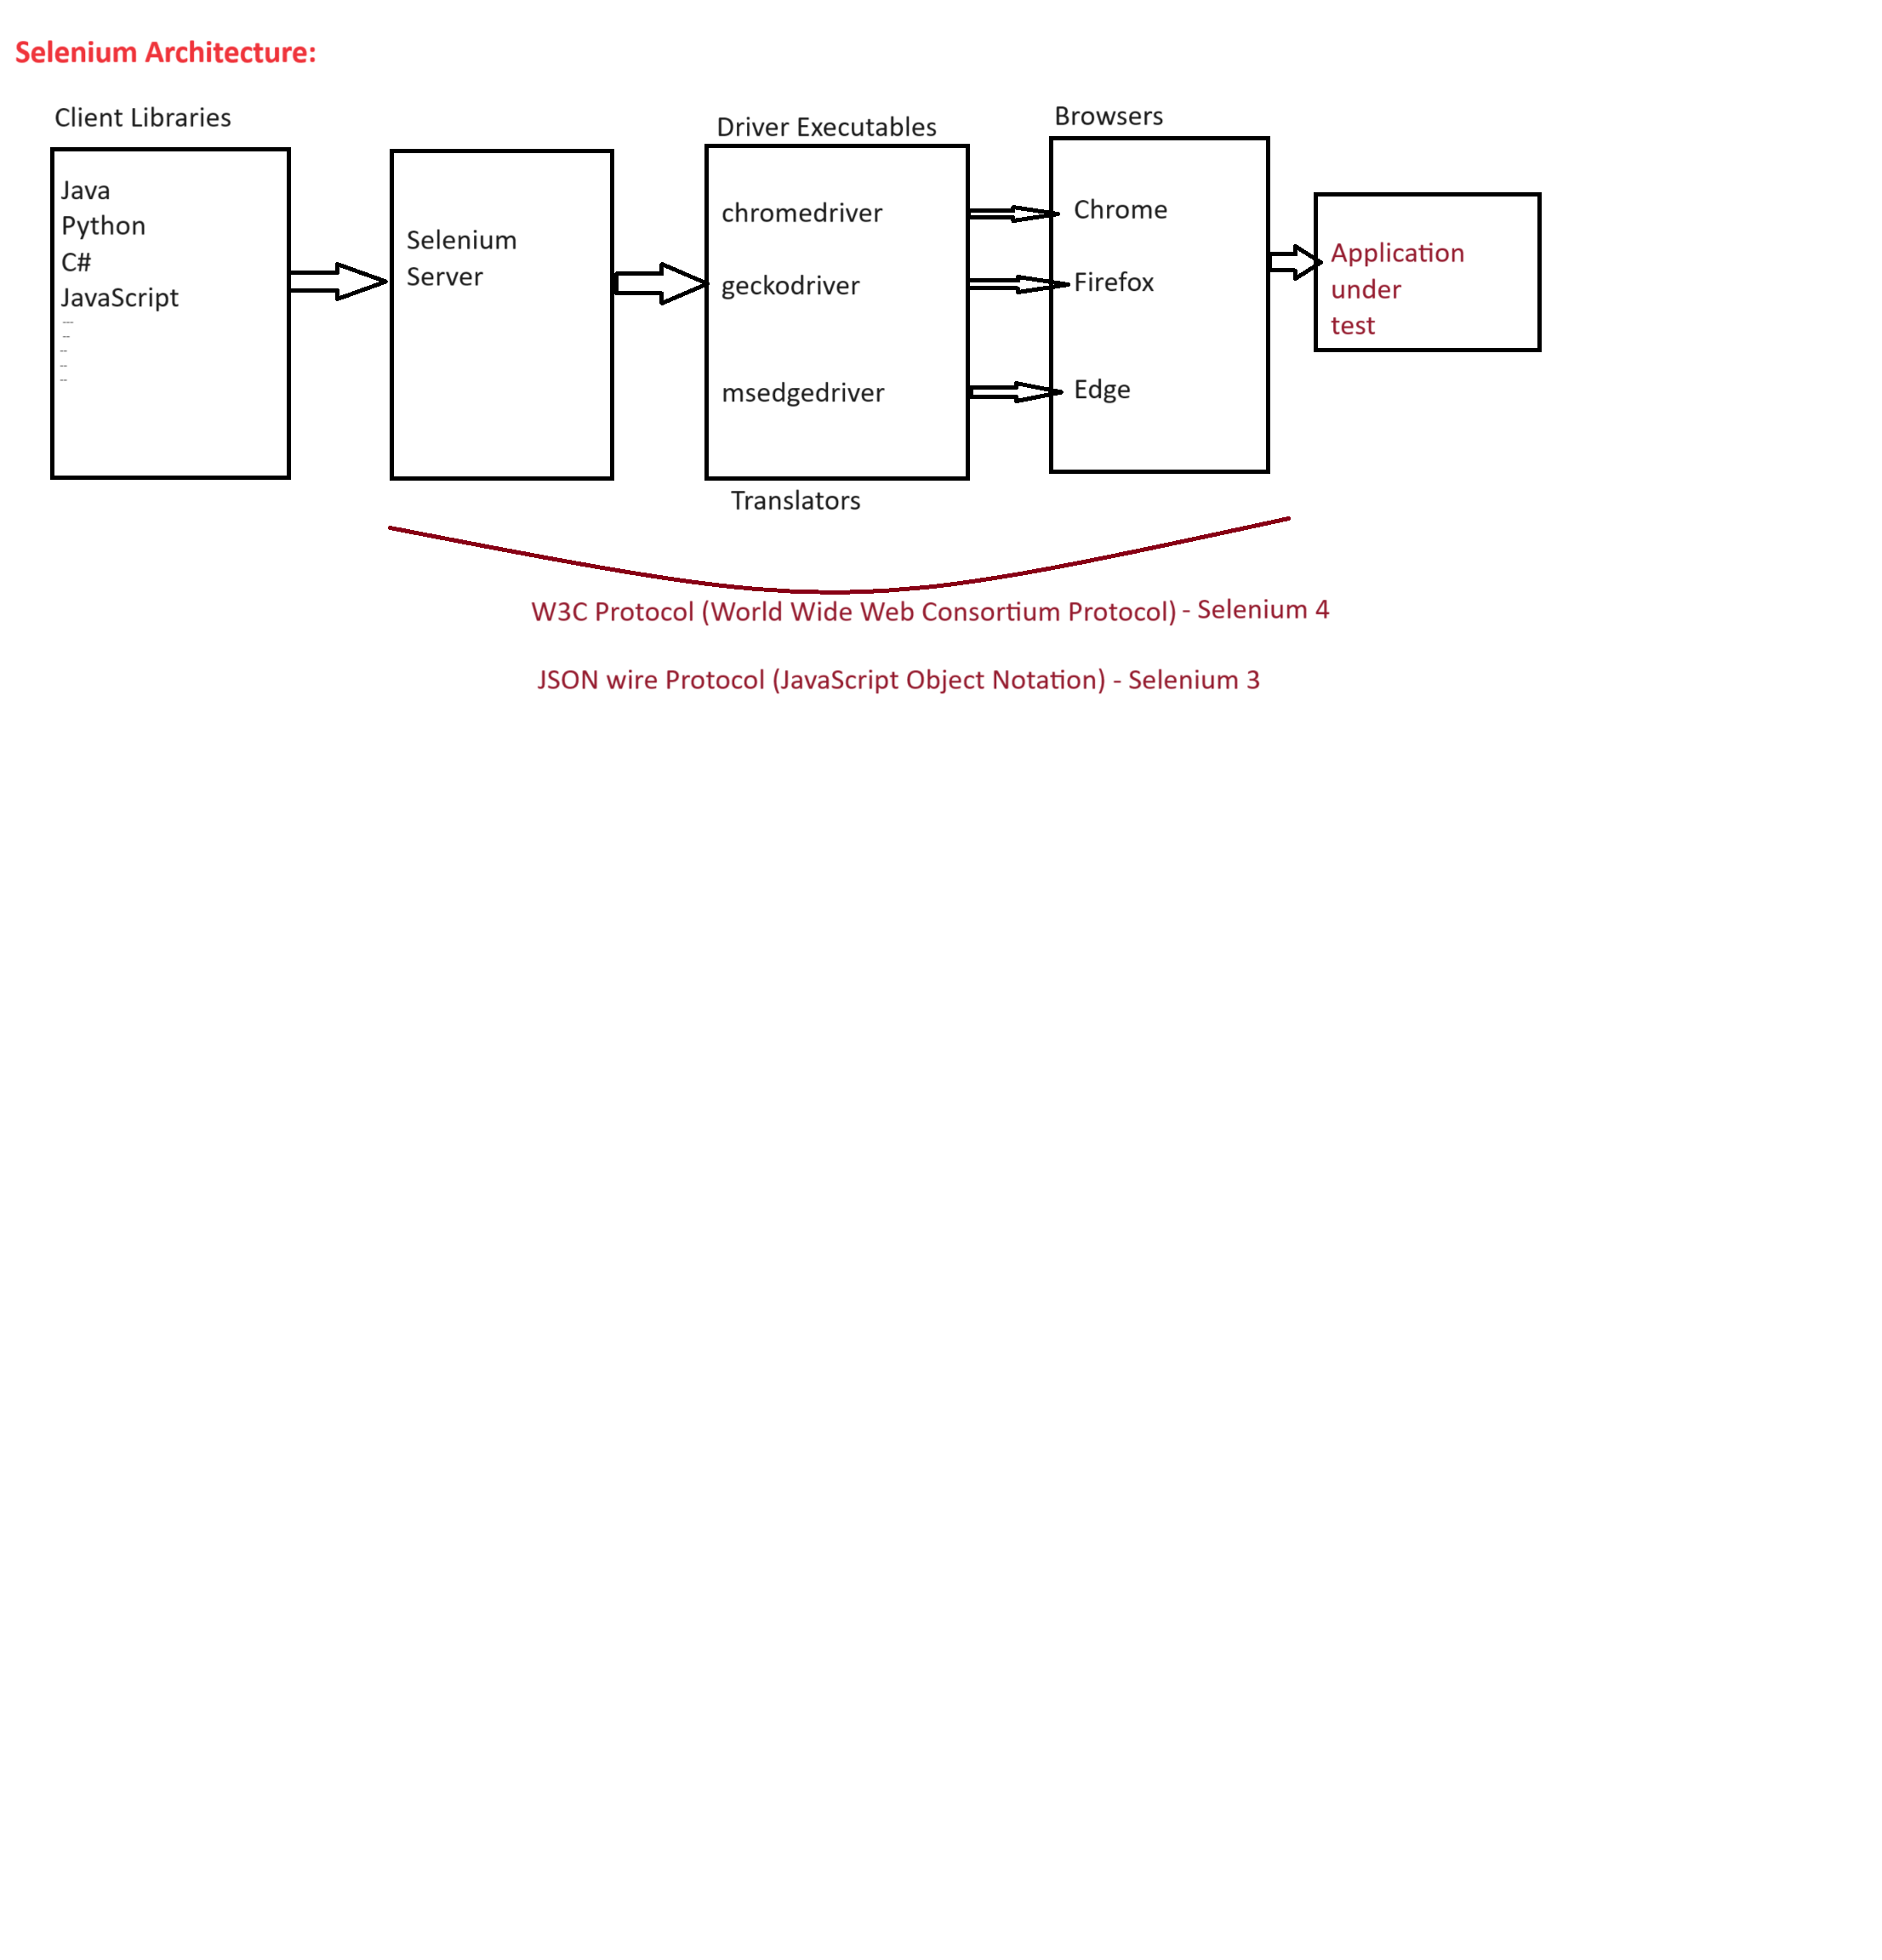 Selenium Architecture:
Client Libraries
Java
Python
C#
JavaScript
---
--
--
--
--
Selenium
Server
Driver Executables
chromedriver
geckodriver
msedgedriver
Translators
Browsers
Chrome
Firefox
Edge
Application
under
test
W3C Protocol (World Wide Web Consortium Protocol) - Selenium 4
JSON wire Protocol (JavaScript Object Notation) - Selenium 3